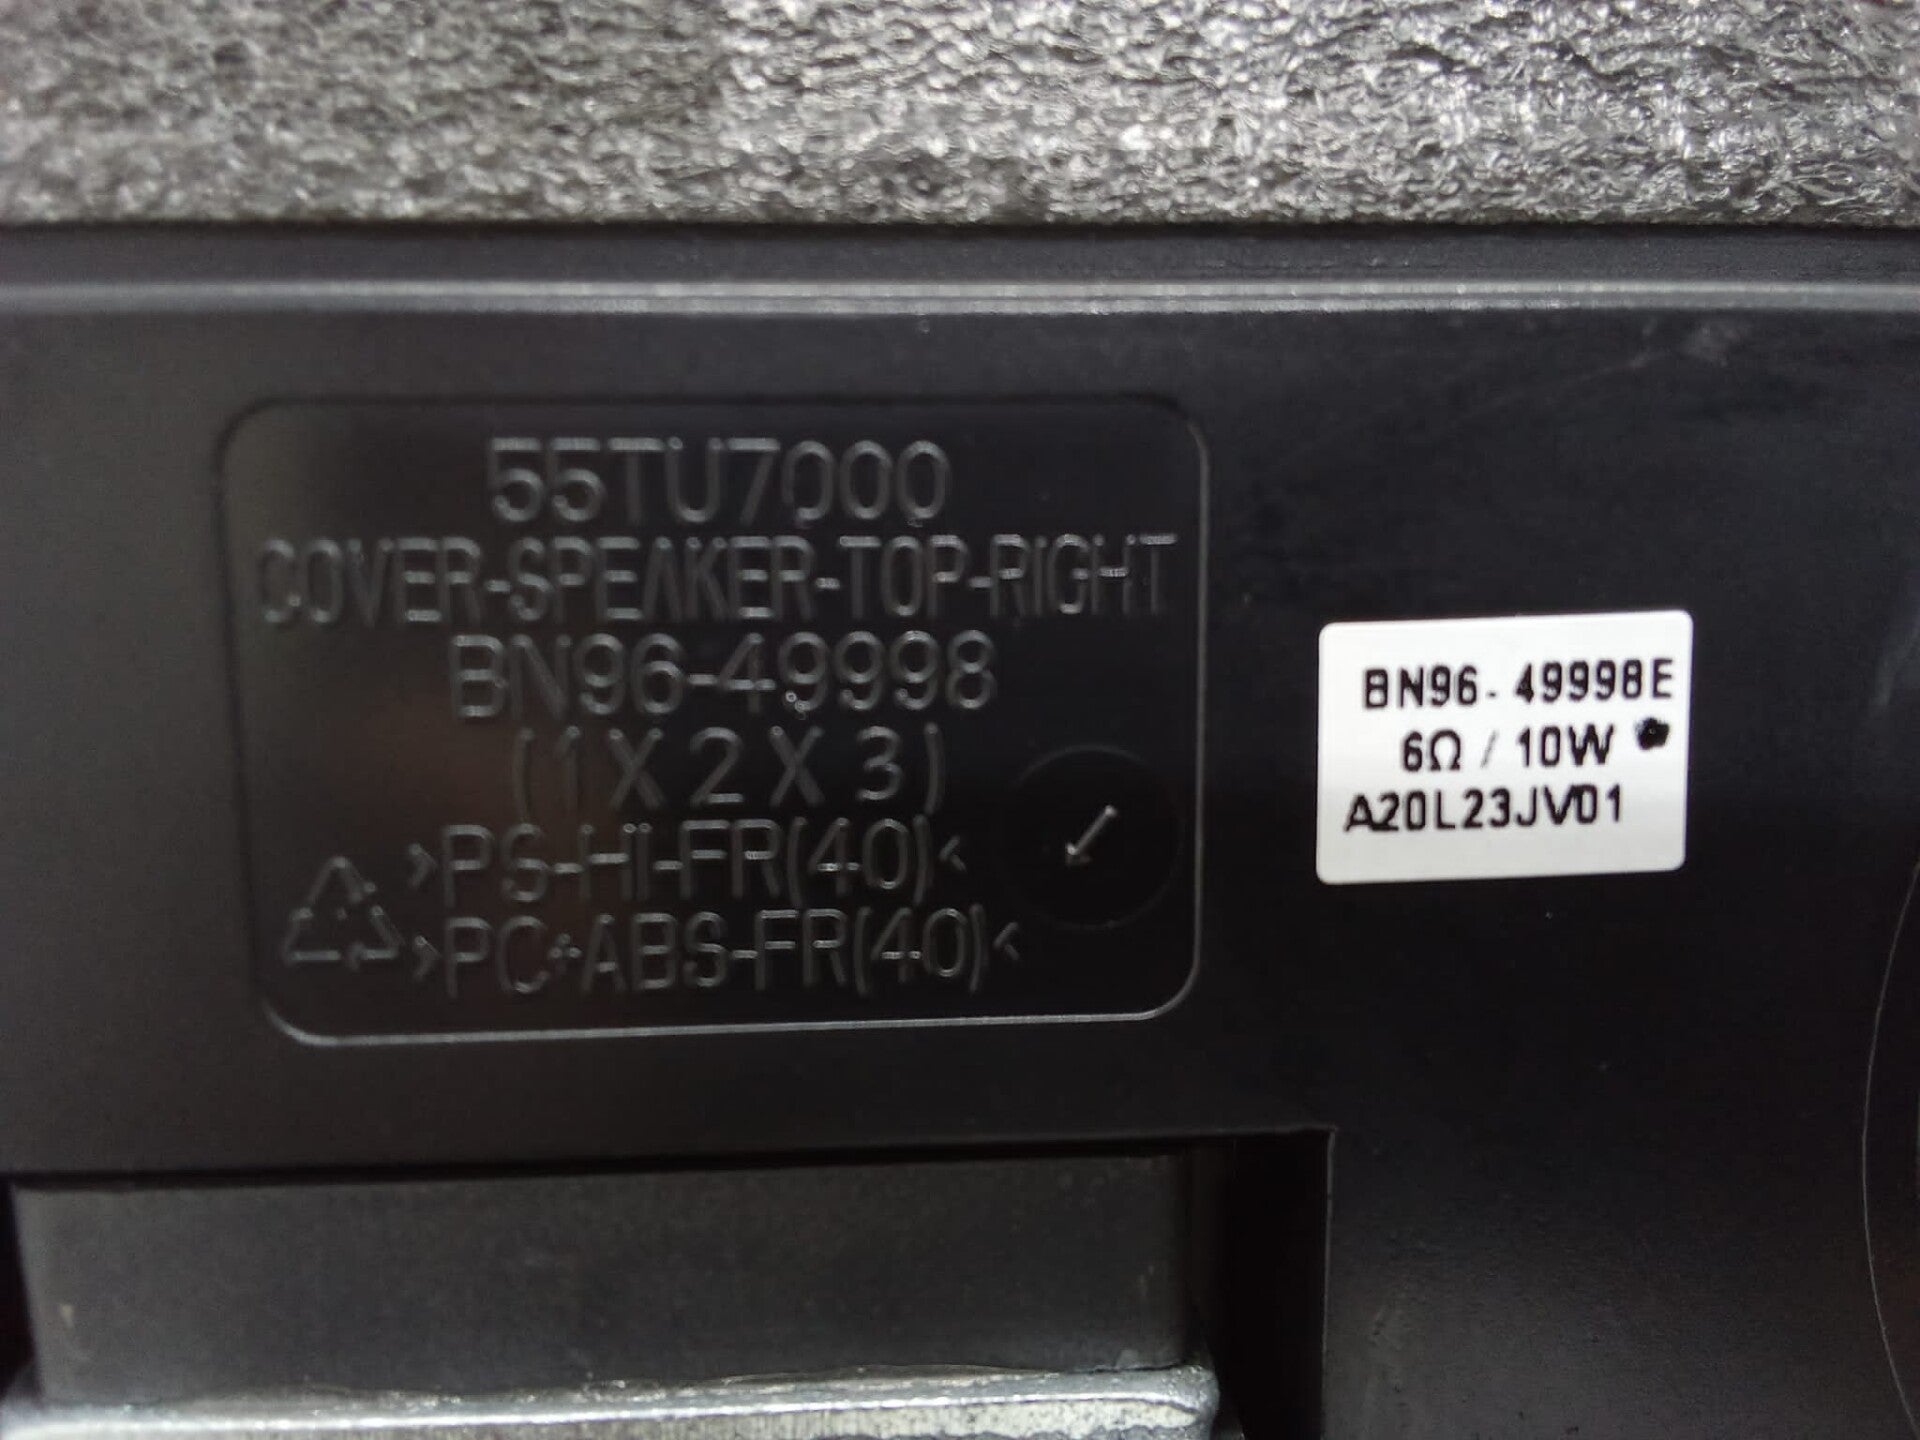 55TU7000
COVER-SPEAKER-TOP-RIGHT
BN96-49998
(1X2X3)
>PS-HI-FR(40)<
>PC+ABS-FR(40)<
BN96-49998E
6Ω / 10W
A20L23JV01